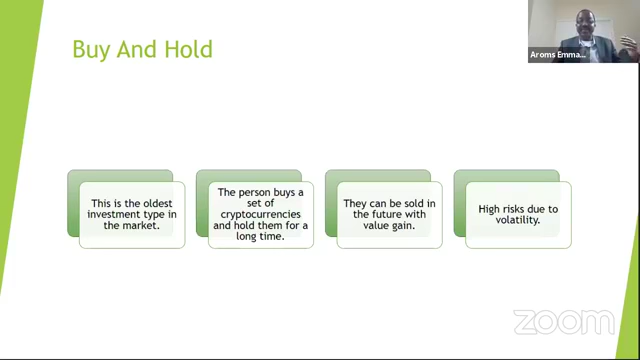 Buy And Hold
Aroms Emma...
This is the oldest
investment type in
the market.
The person buys a
set of
cryptocurrencies
and hold them for a
long time.
They can be sold in
the future with
value gain.
High risks due to
volatility.
zoom